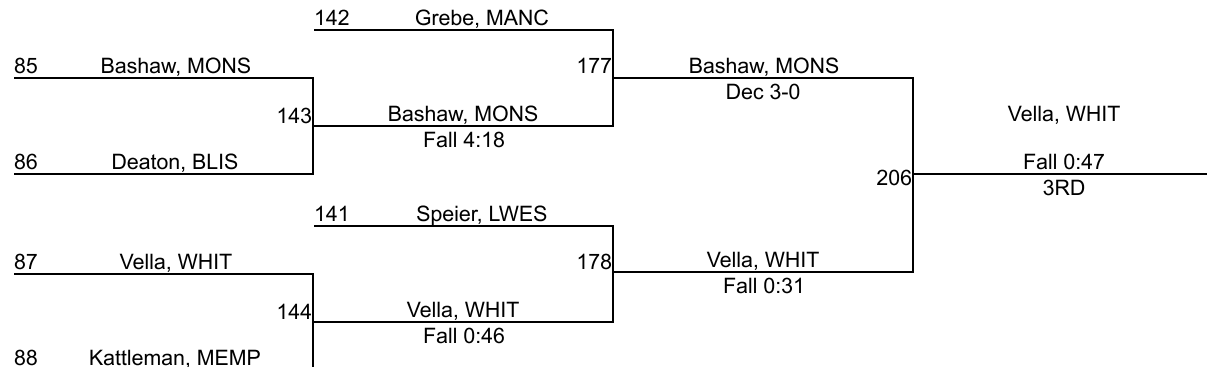 142 Grebe, MANC
85 Bashaw, MONS
177
Bashaw, MONS
Dec 3-0
143
Bashaw, MONS
Fall 4:18
Vella, WHIT
86 Deaton, BLIS
206
Fall 0:47
3RD
141 Speier, LWES
87 Vella, WHIT
178
Vella, WHIT
Fall 0:31
144
Vella, WHIT
Fall 0:46
88 Kattleman, MEMP